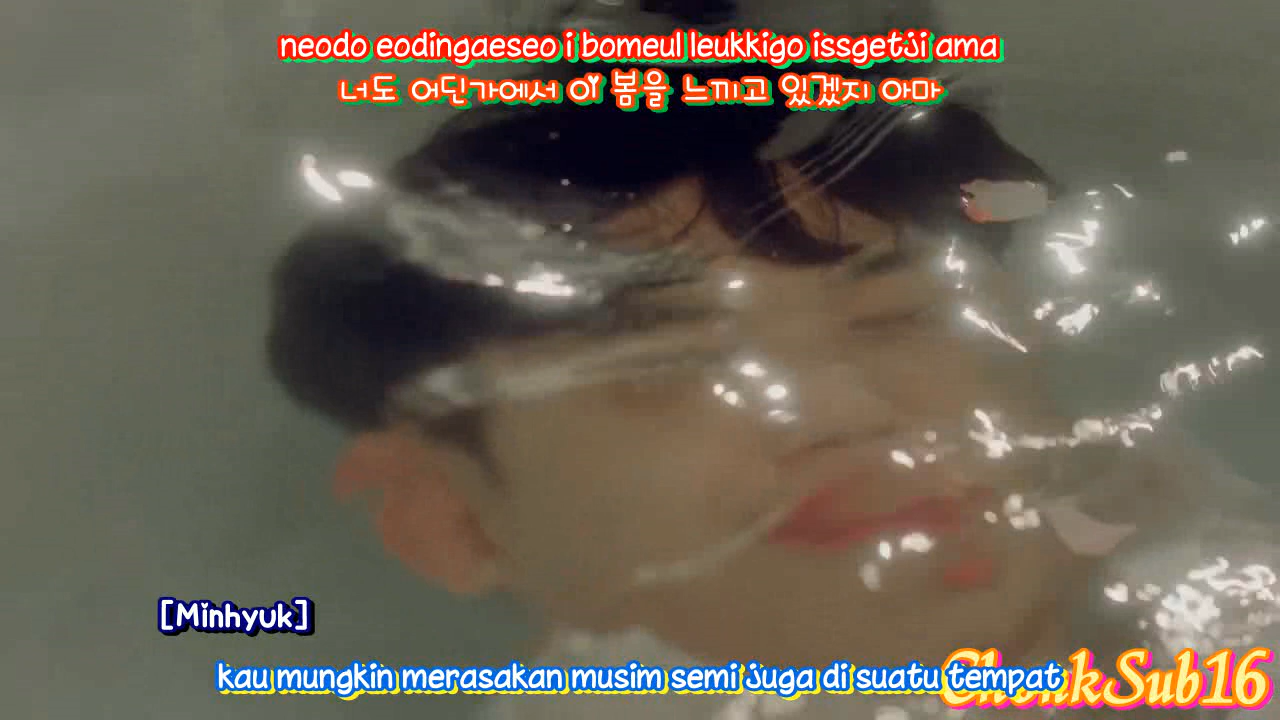 neodo eodingaeseo i bomeul leukkigo issgetji ama
너도 어딘가에서 이 봄을 느끼고 있겠지 아마
[Minhyuk]
kau mungkin merasakan musim semi juga di suatu tempat
Sub16